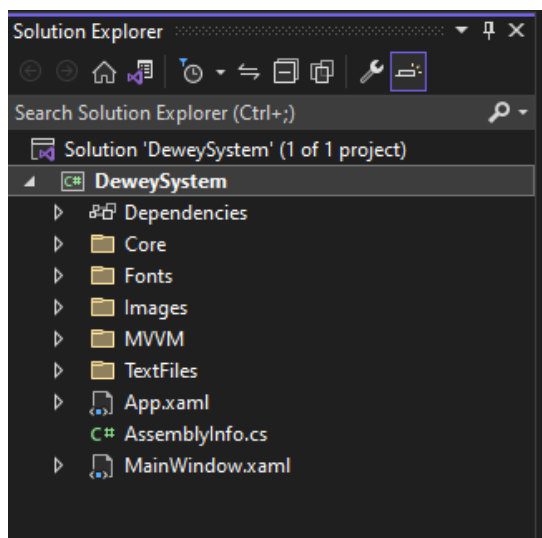 Solution Explorer
Search Solution Explorer (Ctrl+;)
Solution 'DeweySystem' (1 of 1 project)
C# DeweySystem
Dependencies
Core
Fonts
Images
MVVM
TextFiles
App.xaml
C# AssemblyInfo.cs
MainWindow.xaml